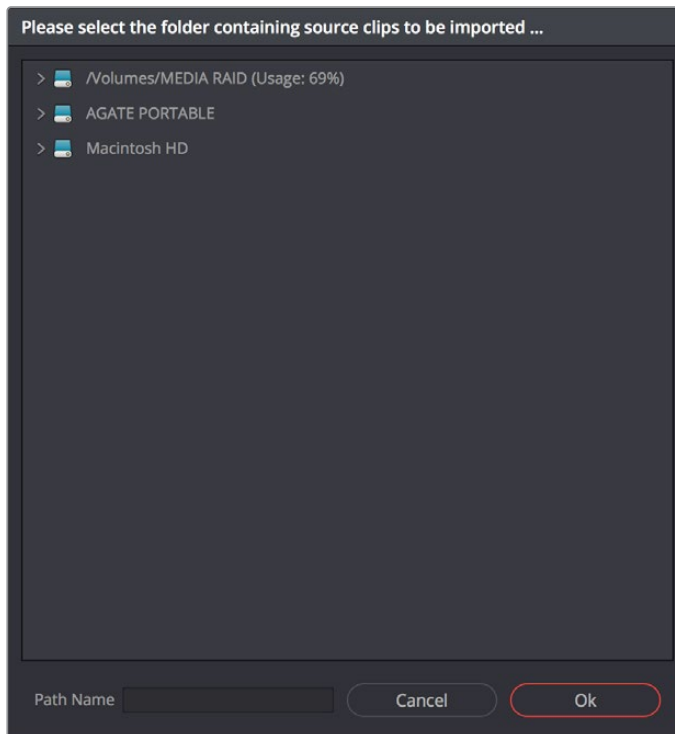 Please select the folder containing source clips to be imported ...
/Volumes/MEDIA RAID (Usage: 69%)
AGATE PORTABLE
Macintosh HD
Path Name
Cancel
Ok